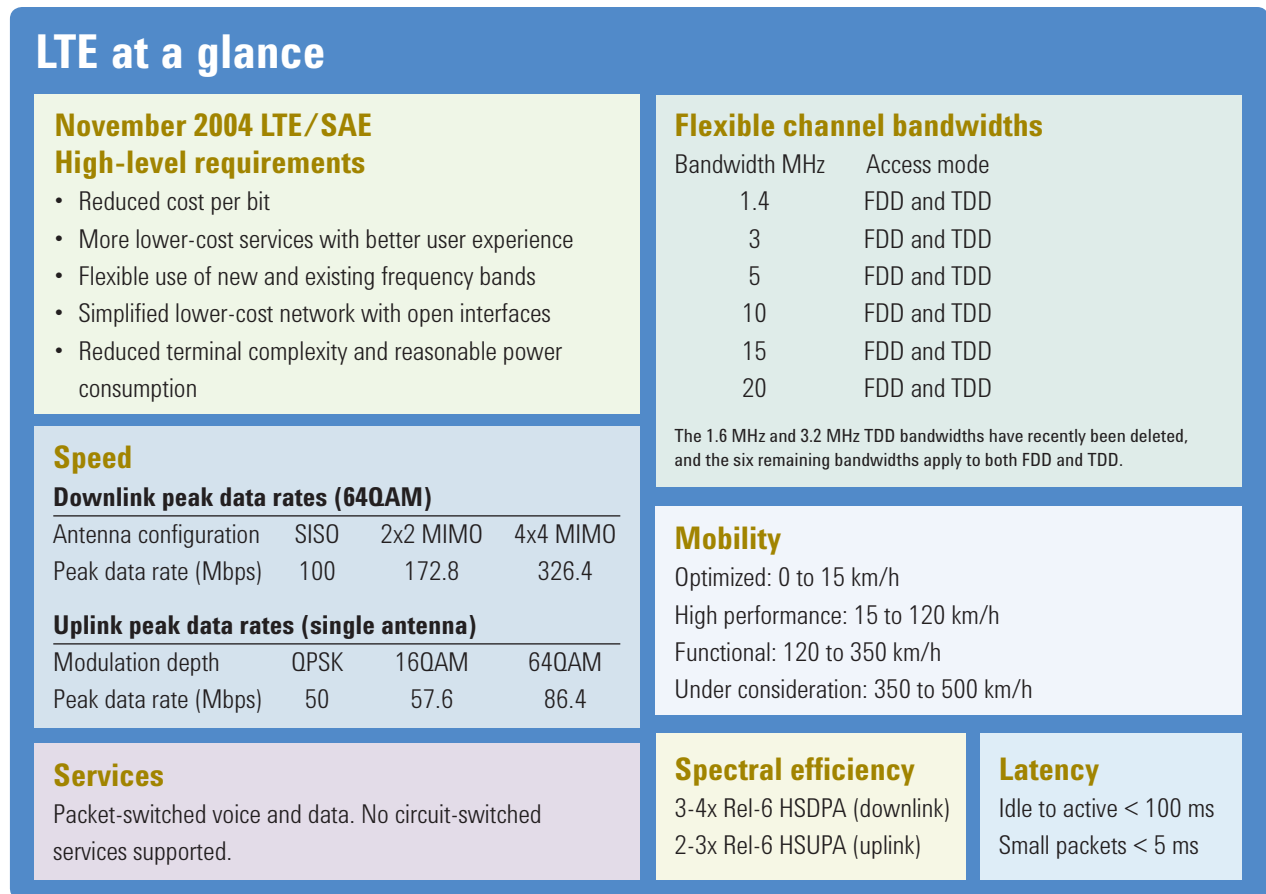 LTE at a glance
November 2004 LTE/SAE
High-level requirements
• Reduced cost per bit
• More lower-cost services with better user experience
• Flexible use of new and existing frequency bands
• Simplified lower-cost network with open interfaces
• Reduced terminal complexity and reasonable power
consumption
Speed
Downlink peak data rates (64QAM)
Antenna configuration SISO 2x2 MIMO 4x4 MIMO
Peak data rate (Mbps) 100 172.8 326.4
Uplink peak data rates (single antenna)
Modulation depth QPSK 16QAM 64QAM
Peak data rate (Mbps) 50 57.6 86.4
Services
Packet-switched voice and data. No circuit-switched
services supported.
Flexible channel bandwidths
Bandwidth MHz Access mode
1.4 FDD and TDD
3 FDD and TDD
5 FDD and TDD
10 FDD and TDD
15 FDD and TDD
20 FDD and TDD
The 1.6 MHz and 3.2 MHz TDD bandwidths have recently been deleted,
and the six remaining bandwidths apply to both FDD and TDD.
Mobility
Optimized: 0 to 15 km/h
High performance: 15 to 120 km/h
Functional: 120 to 350 km/h
Under consideration: 350 to 500 km/h
Spectral efficiency
3-4x Rel-6 HSDPA (downlink)
2-3x Rel-6 HSUPA (uplink)
Latency
Idle to active < 100 ms
Small packets < 5 ms